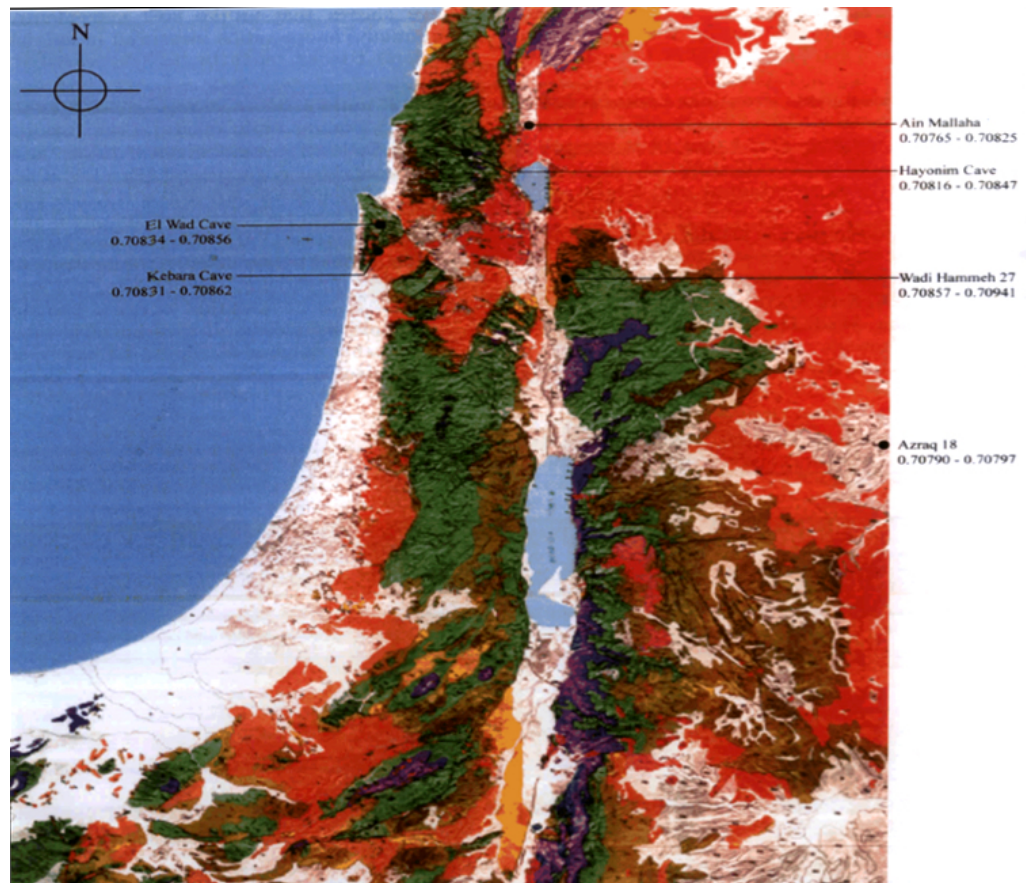 N
Ain Mallaha
0.70765 - 0.70825
Hayonim Cave
0.70816 - 0.70847
El Wad Cave
0.70834 - 0.70856
Kebara Cave
0.70831 - 0.70862
Wadi Hammeh 27
0.70857 - 0.70941
Azraq 18
0.70790 - 0.70797